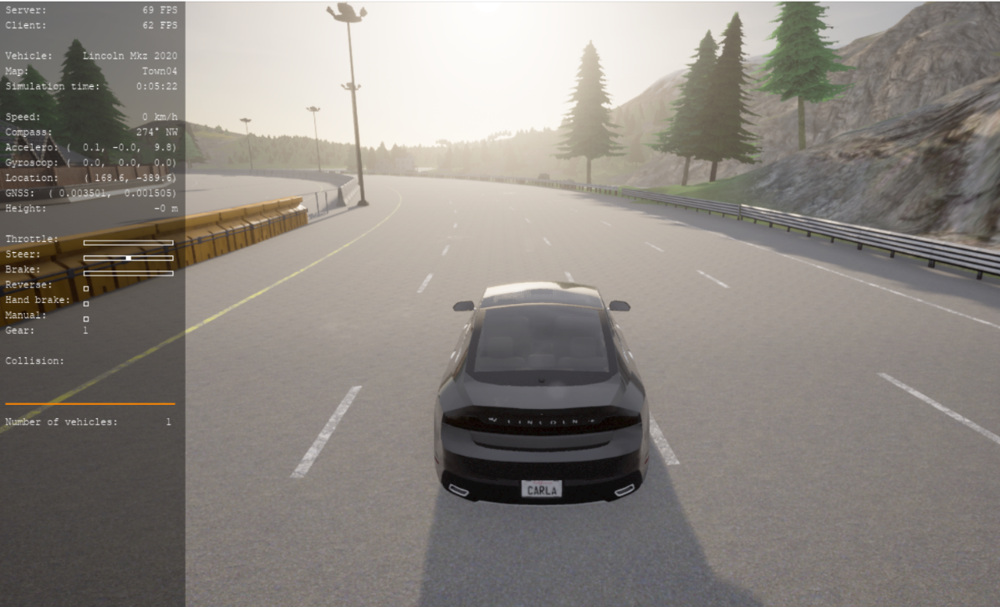 Server: 69 FPS
Client: 62 FPS
Vehicle: Lincoln Mkz 2020
Map: Town04
Simulation time: 0:05:22
Speed: 0 km/h
Compass: 274° NW
Accelero: ( 0.1, -0.0, 9.8)
Gyroscop: ( 0.0, 0.0, 0.0)
Location: ( 168.6, -389.6)
GNSS: ( 0.003501, 0.001505)
Height: -0 m
Throttle:
Steer:
Brake:
Reverse:
Hand brake:
Manual:
Gear: 1
Collision:
Number of vehicles: 1
LINCOLN
CARLA